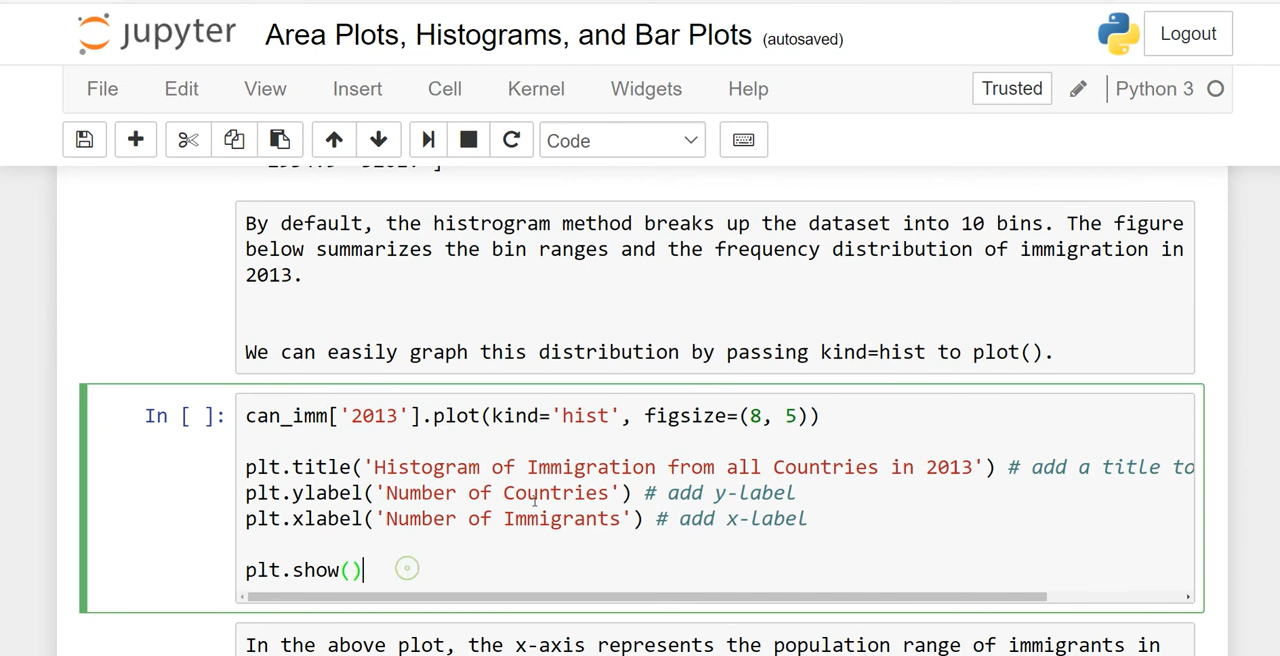 jupyter Area Plots, Histograms, and Bar Plots (autosaved) Logout
File Edit View Insert Cell Kernel Widgets Help Trusted Python 3
Code
By default, the histrogram method breaks up the dataset into 10 bins. The figure
below summarizes the bin ranges and the frequency distribution of immigration in
2013.
We can easily graph this distribution by passing kind=hist to plot().
In [ ]: can_imm['2013'].plot(kind='hist', figsize=(8, 5))
plt.title('Histogram of Immigration from all Countries in 2013') # add a title to
plt.ylabel('Number of Countries') # add y-label
plt.xlabel('Number of Immigrants') # add x-label
plt.show()
In the above plot, the x-axis represents the population range of immigrants in